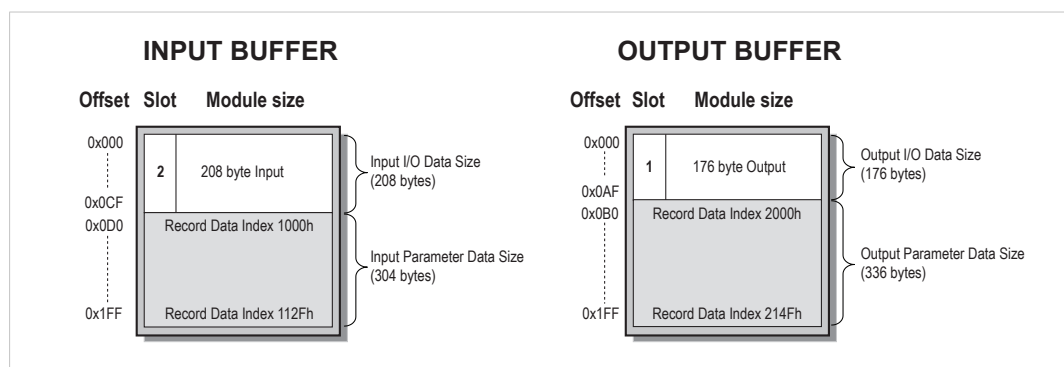 INPUT BUFFER
Offset Slot Module size
0x000
2 208 byte Input
0x0CF
Input I/O Data Size
(208 bytes)
0x0D0
Record Data Index 1000h
Input Parameter Data Size
(304 bytes)
0x1FF
Record Data Index 112Fh
OUTPUT BUFFER
Offset Slot Module size
0x000
1 176 byte Output
0x0AF
Output I/O Data Size
(176 bytes)
0x0B0
Record Data Index 2000h
Output Parameter Data Size
(336 bytes)
0x1FF
Record Data Index 214Fh